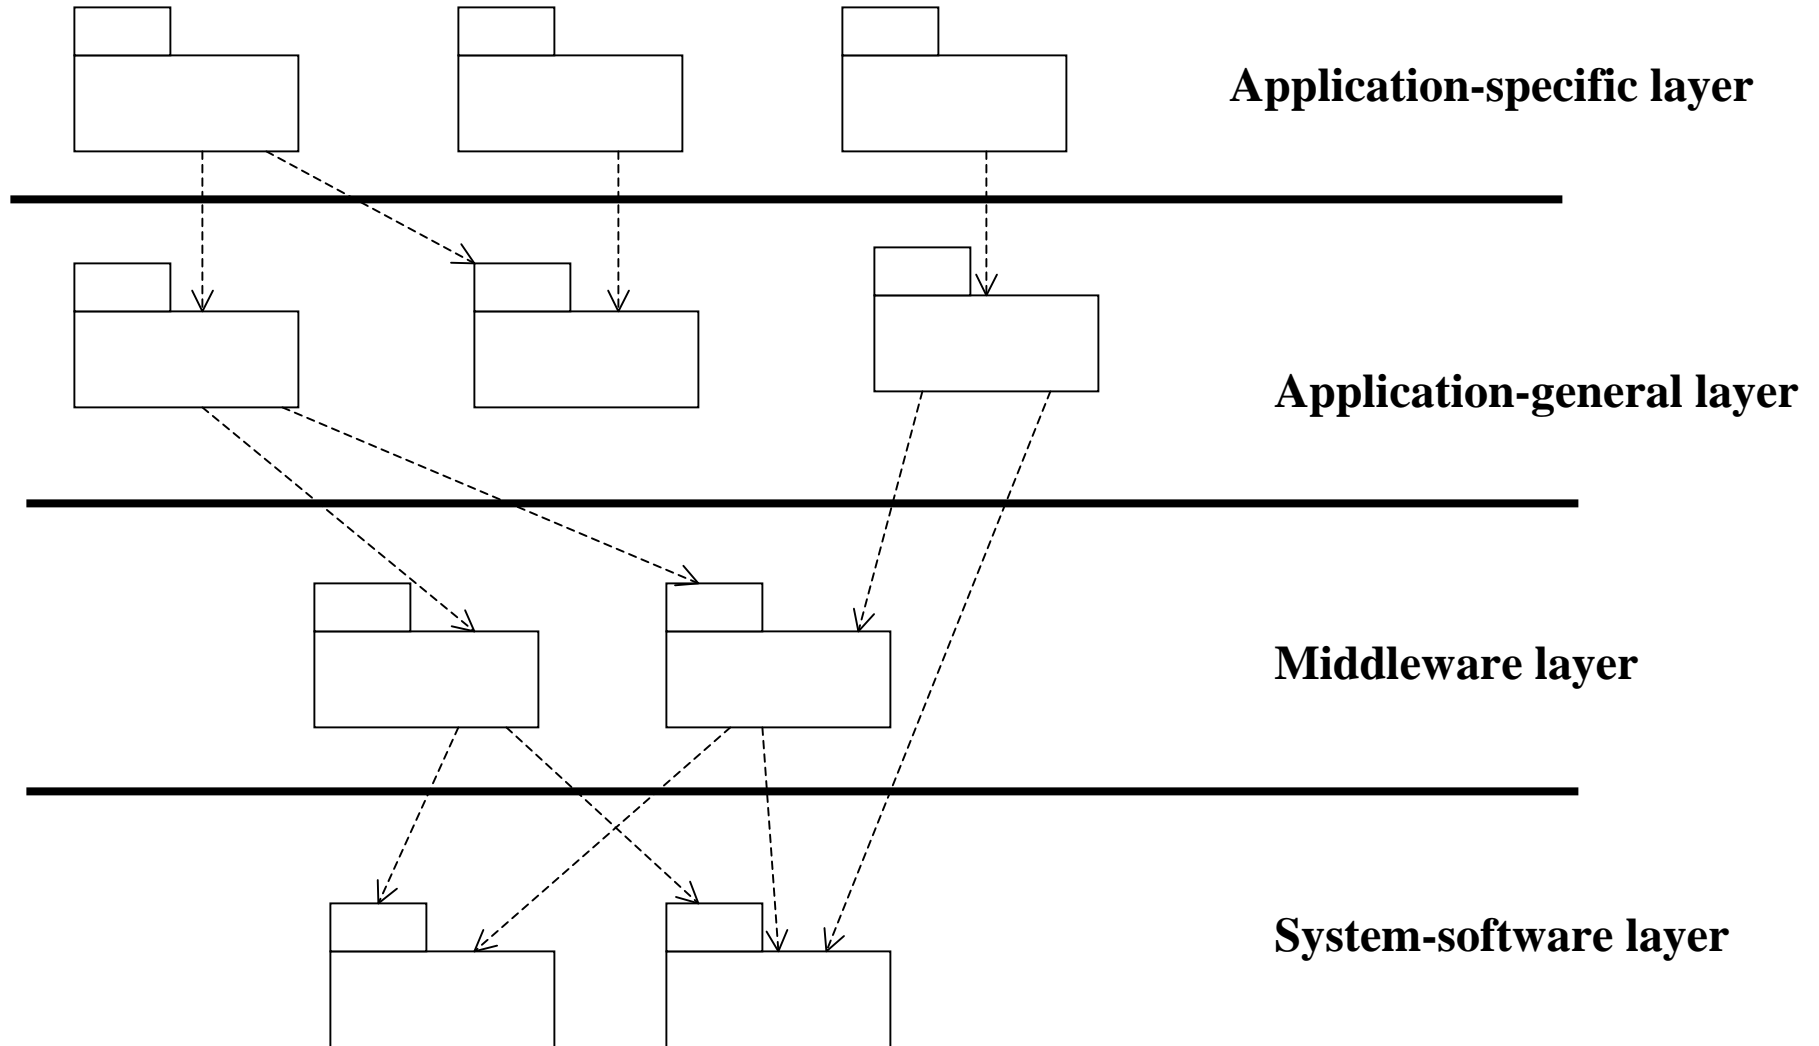 Application-specific layer
Application-general layer
Middleware layer
System-software layer